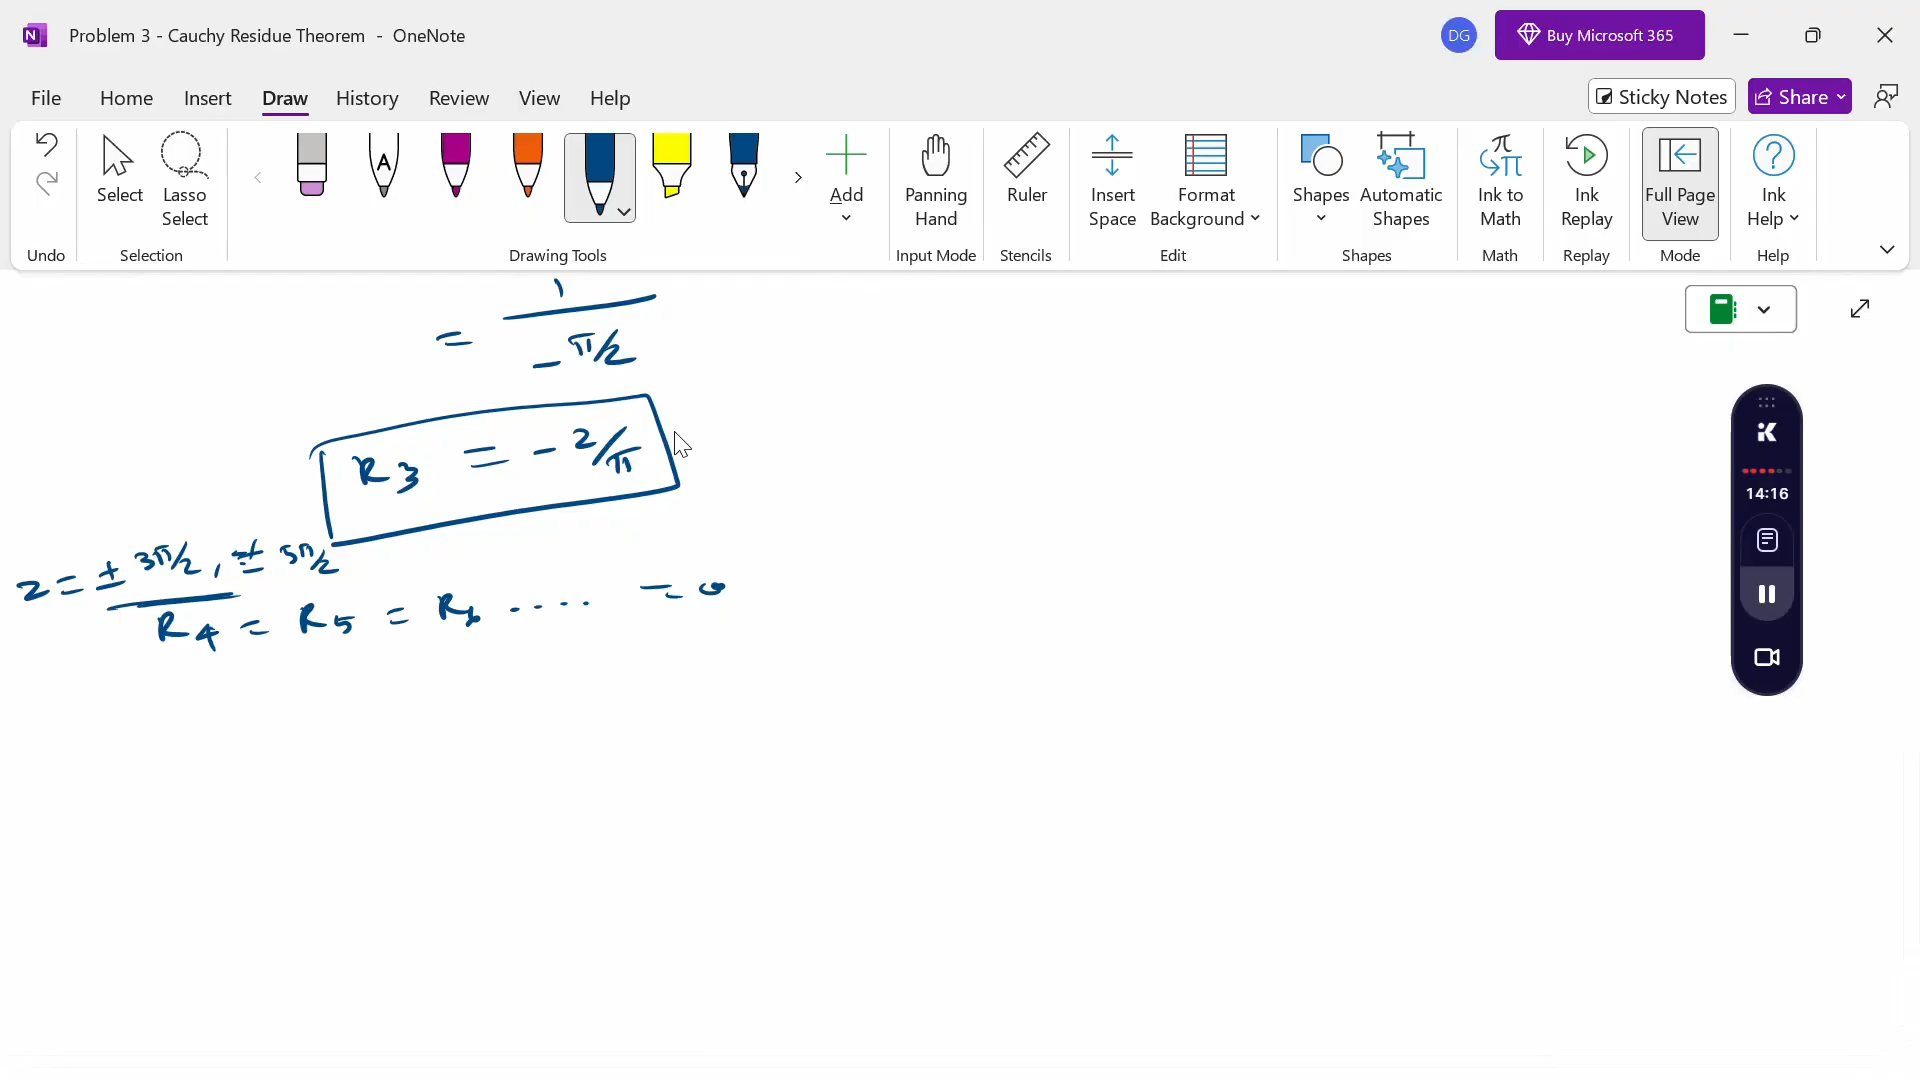 Problem 3 - Cauchy Residue Theorem - OneNote
DG
Buy Microsoft 365
File Home Insert Draw History Review View Help
Sticky Notes
Share
Select
Lasso Select
A
Add
Panning Hand
Ruler
Insert Space
Format Background
Shapes
Automatic Shapes
Ink to Math
Ink Replay
Full Page View
Ink Help
Undo Selection Drawing Tools Input Mode Stencils Edit Shapes Math Replay Mode Help
= 1 / -π/2
R3 = - 2/π
z = ± 3π/2, ± 5π/2
R4 = R5 = R6 .... = 0
14:16